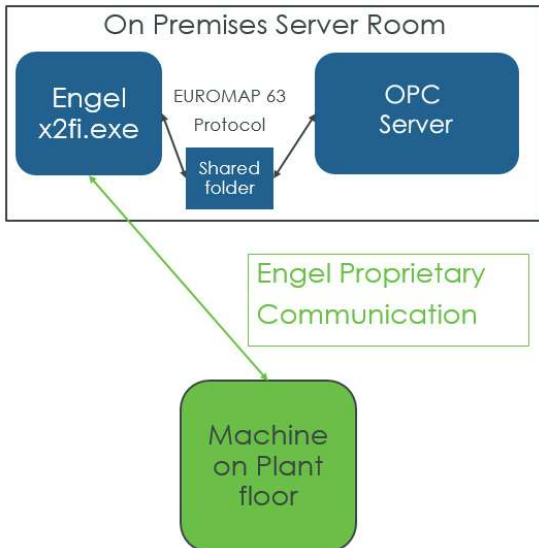 On Premises Server Room
Engel
x2fi.exe
EUROMAP 63
Protocol
Shared
folder
OPC
Server
Engel Proprietary
Communication
Machine
on Plant
floor